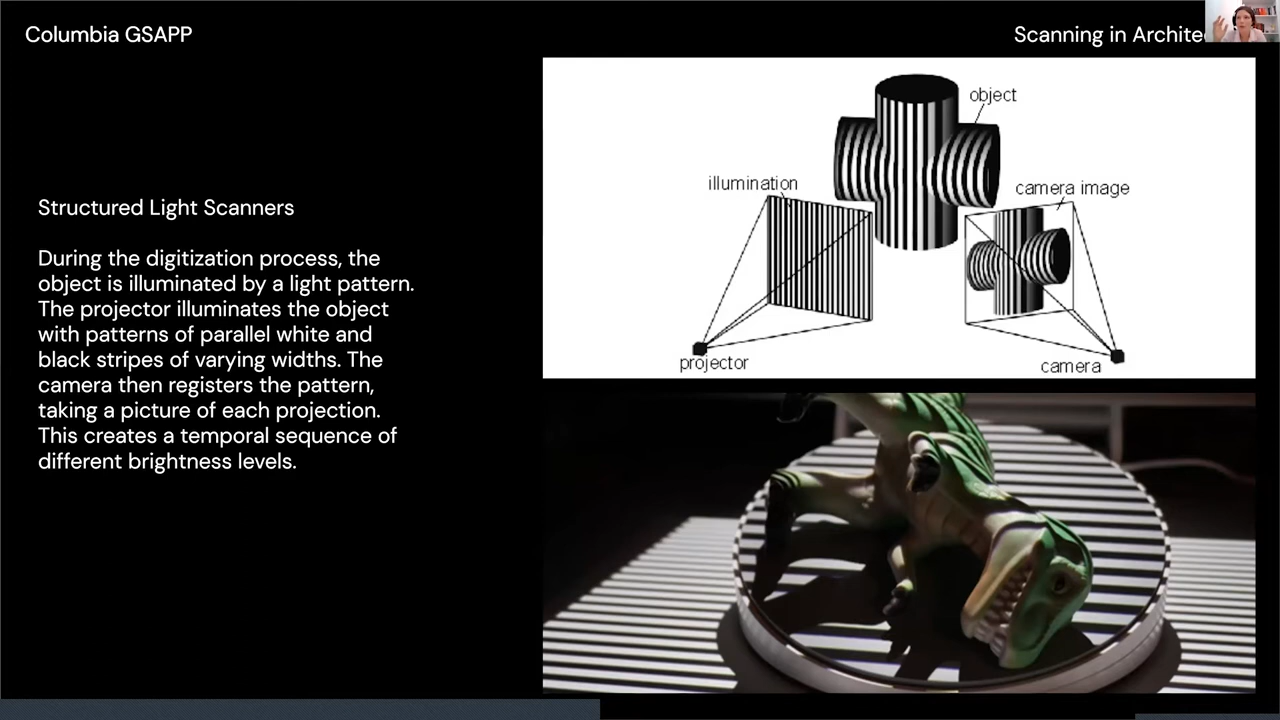 Columbia GSAPP
Scanning in
Structured Light Scanners
During the digitization process, the
object is illuminated by a light pattern.
The projector illuminates the object
with patterns of parallel white and
black stripes of varying widths. The
camera then registers the pattern,
taking a picture of each projection.
This creates a temporal sequence of
different brightness levels.
object
illumination
camera image
projector
camera